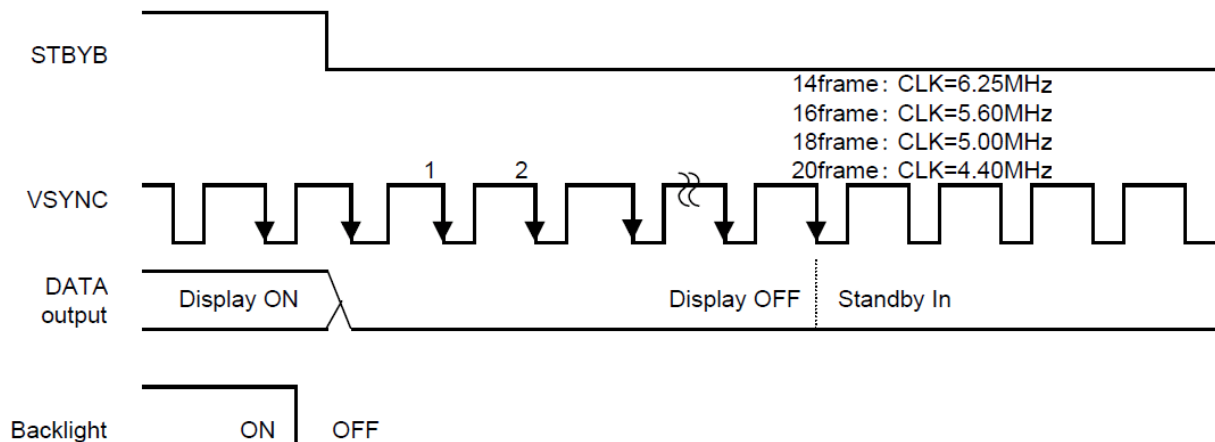 STBYB
14frame: CLK=6.25MHz
16frame: CLK=5.60MHz
18frame: CLK=5.00MHz
20frame: CLK=4.40MHz
1 2
VSYNC
DATA
output
Display ON Display OFF Standby In
Backlight ON OFF